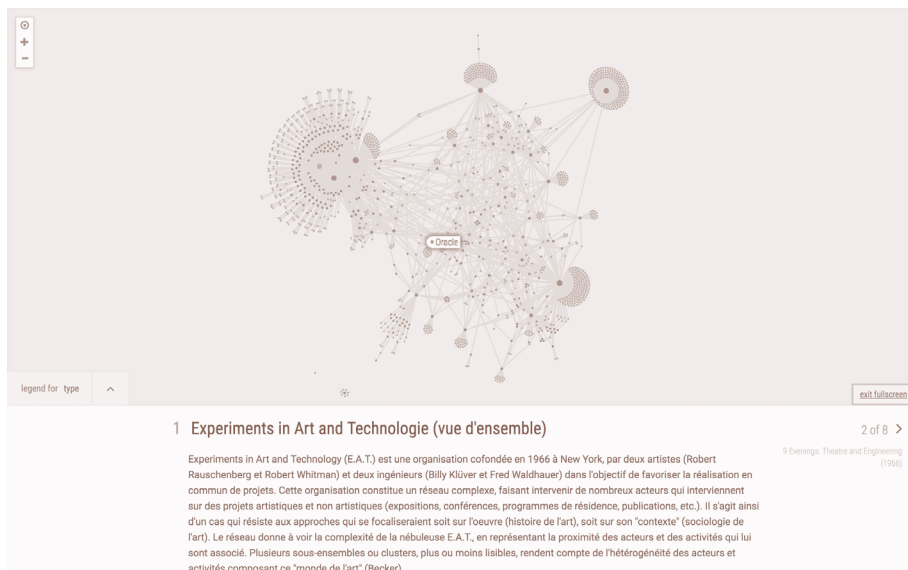 Oracle
legend for type
exit fullscreen
1 Experiments in Art and Technologie (vue d'ensemble)
2 of 8
9 Evenings: Theatre and Engineering
(1966)
Experiments in Art and Technology (E.A.T.) est une organisation cofondée en 1966 à New York, par deux artistes (Robert
Rauschenberg et Robert Whitman) et deux ingénieurs (Billy Klüver et Fred Waldhauer) dans l'objectif de favoriser la réalisation en
commun de projets. Cette organisation constitue un réseau complexe, faisant intervenir de nombreux acteurs qui interviennent
sur des projets artistiques et non artistiques (expositions, conférences, programmes de résidence, publications, etc.). Il s'agit ainsi
d'un cas qui résiste aux approches qui se focaliseraient soit sur l'oeuvre (histoire de l'art), soit sur son "contexte" (sociologie de
l'art). Le réseau donne à voir la complexité de la nébuleuse E.A.T., en représentant la proximité des acteurs et des activités qui lui
sont associé. Plusieurs sous-ensembles ou clusters, plus ou moins lisibles, rendent compte de l'hétérogénéité des acteurs et
activités composant ce "monde de l'art" (Becker).